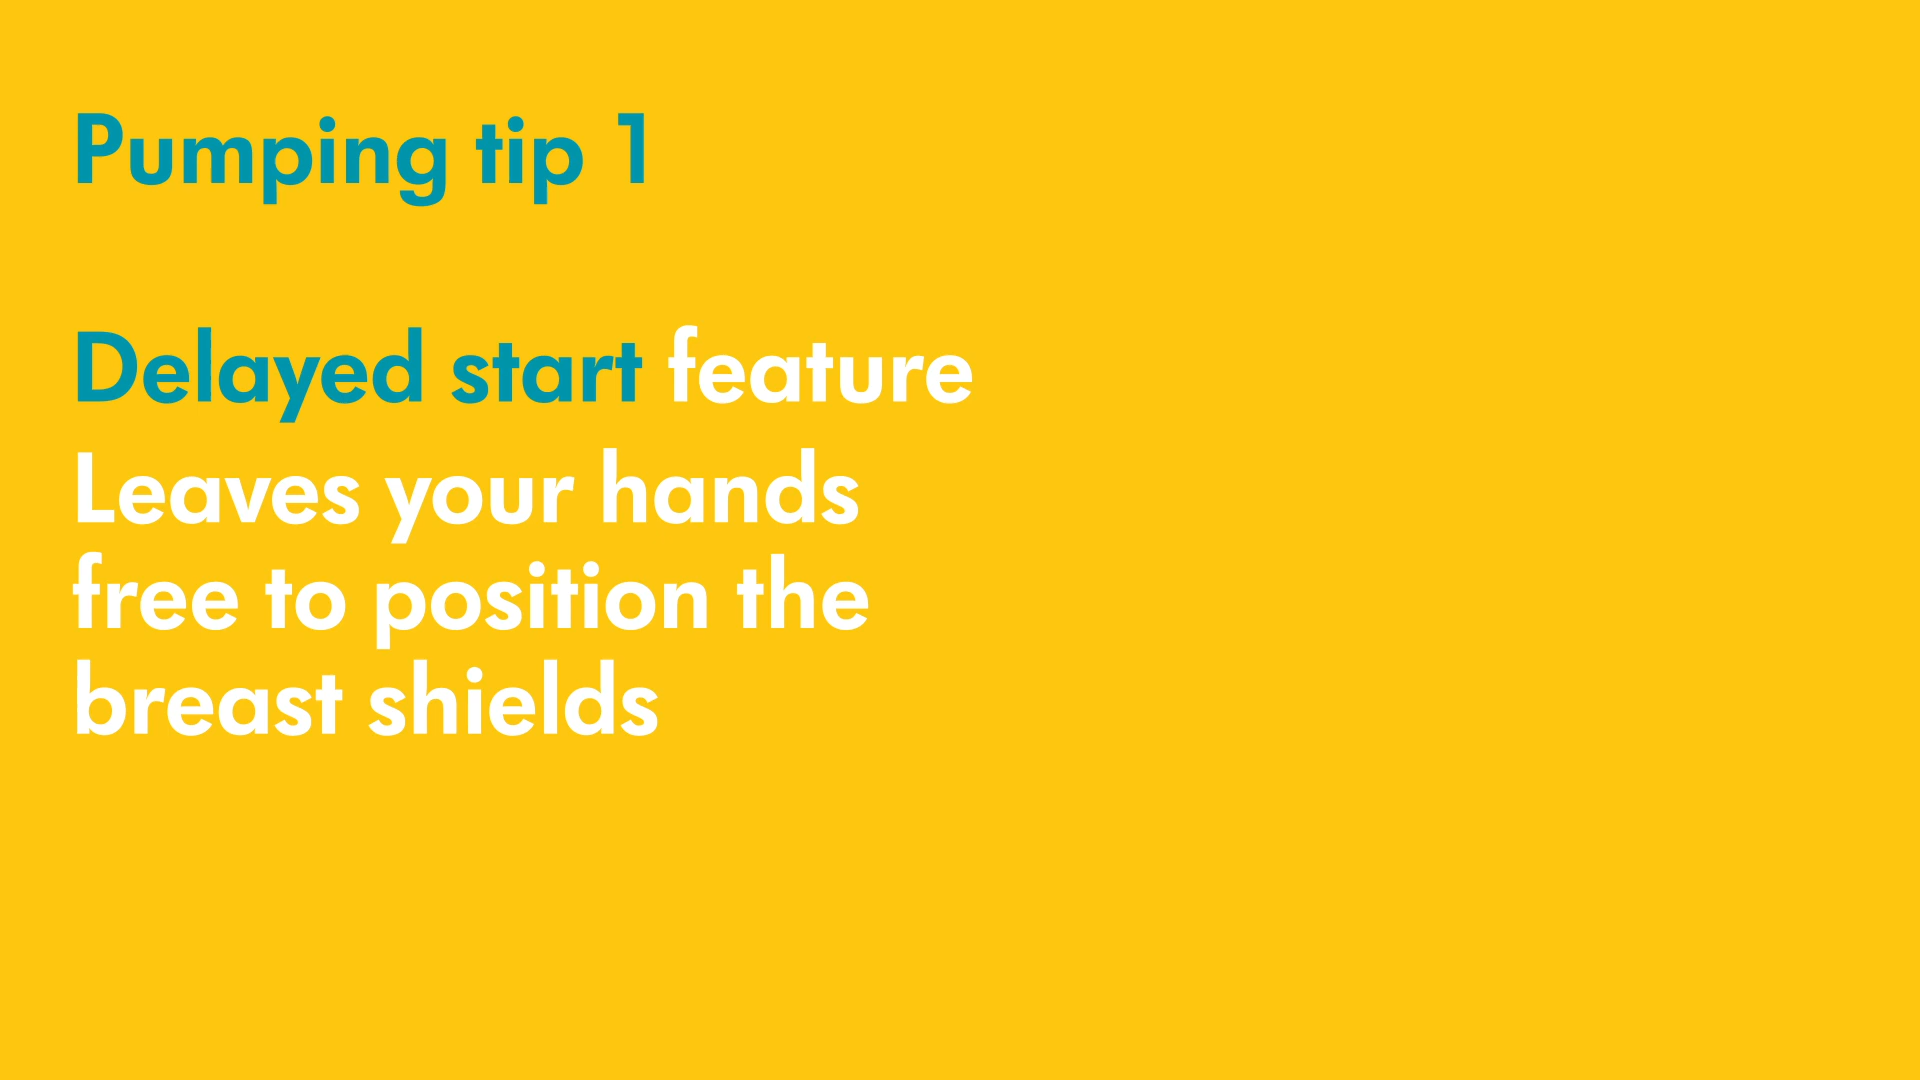 Pumping tip 1
Delayed start feature
Leaves your hands
free to position the
breast shields